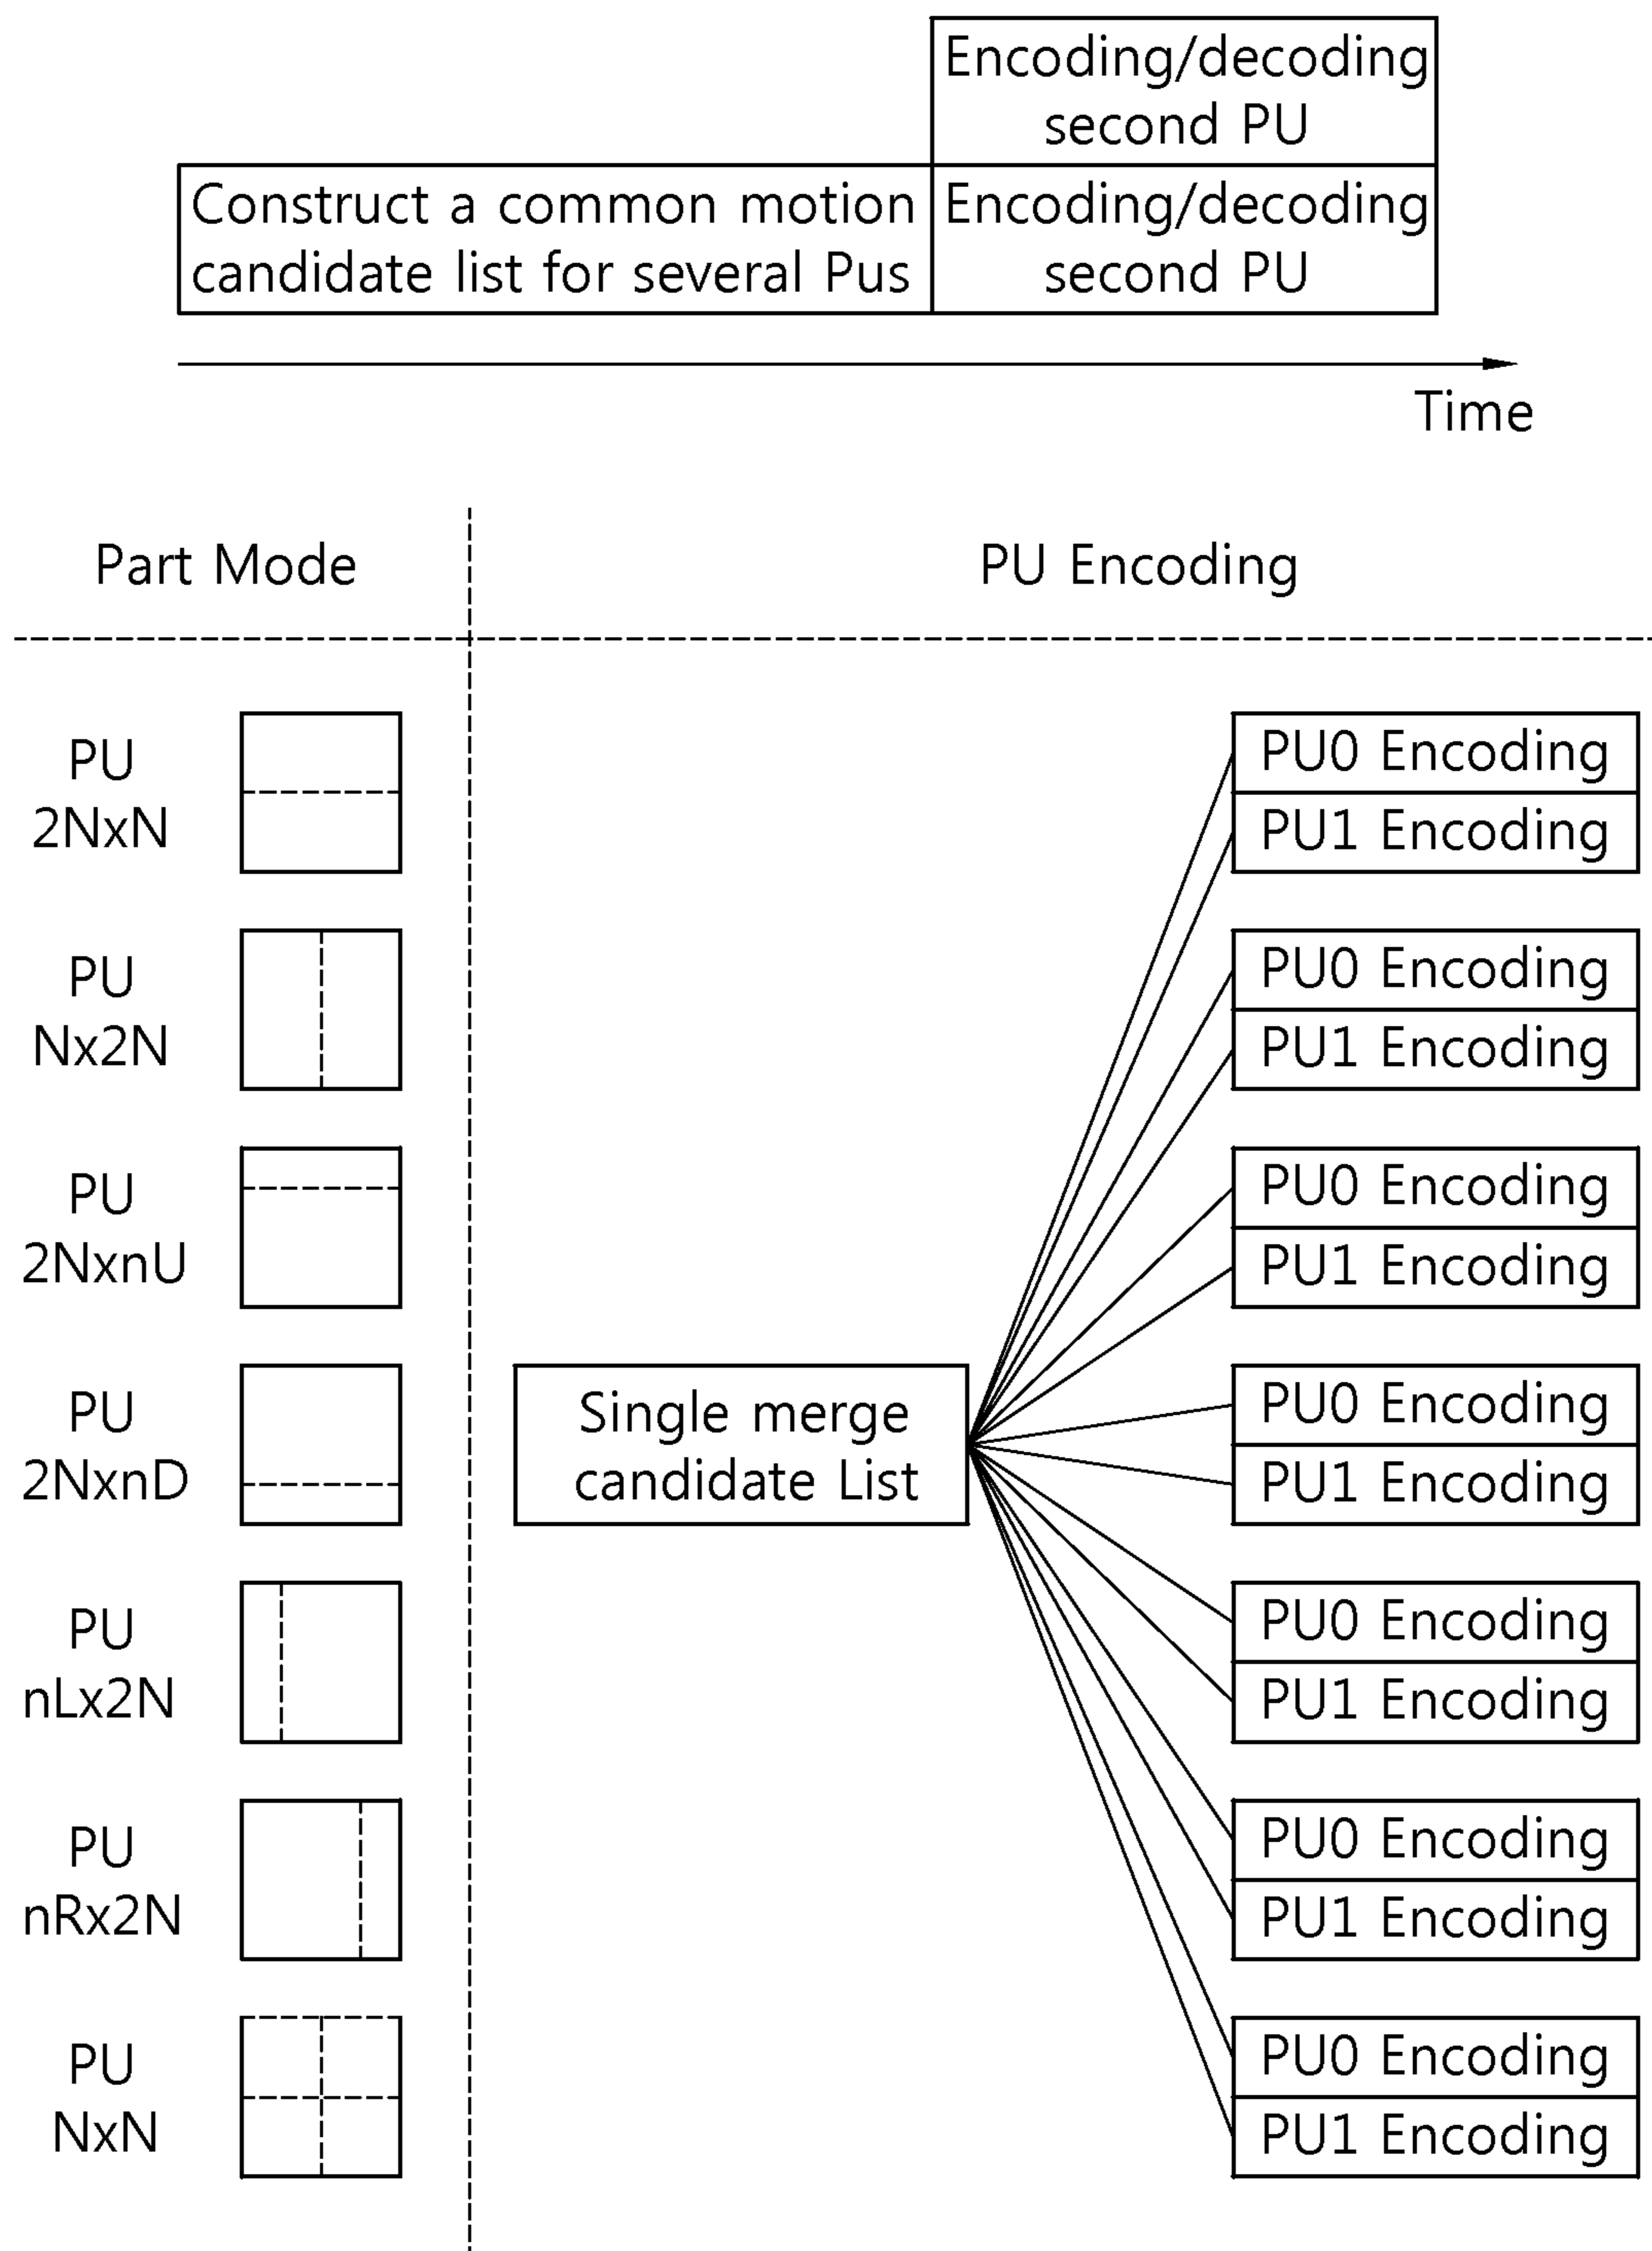 Encoding/decoding
second PU
Construct a common motion
candidate list for several Pus
Encoding/decoding
second PU
Time
Part Mode
PU Encoding
PU
2NxN
PU0 Encoding
PU1 Encoding
PU
Nx2N
PU0 Encoding
PU1 Encoding
PU
2NxnU
PU0 Encoding
PU1 Encoding
PU
2NxnD
Single merge
candidate List
PU0 Encoding
PU1 Encoding
PU
nLx2N
PU0 Encoding
PU1 Encoding
PU
nRx2N
PU0 Encoding
PU1 Encoding
PU
NxN
PU0 Encoding
PU1 Encoding